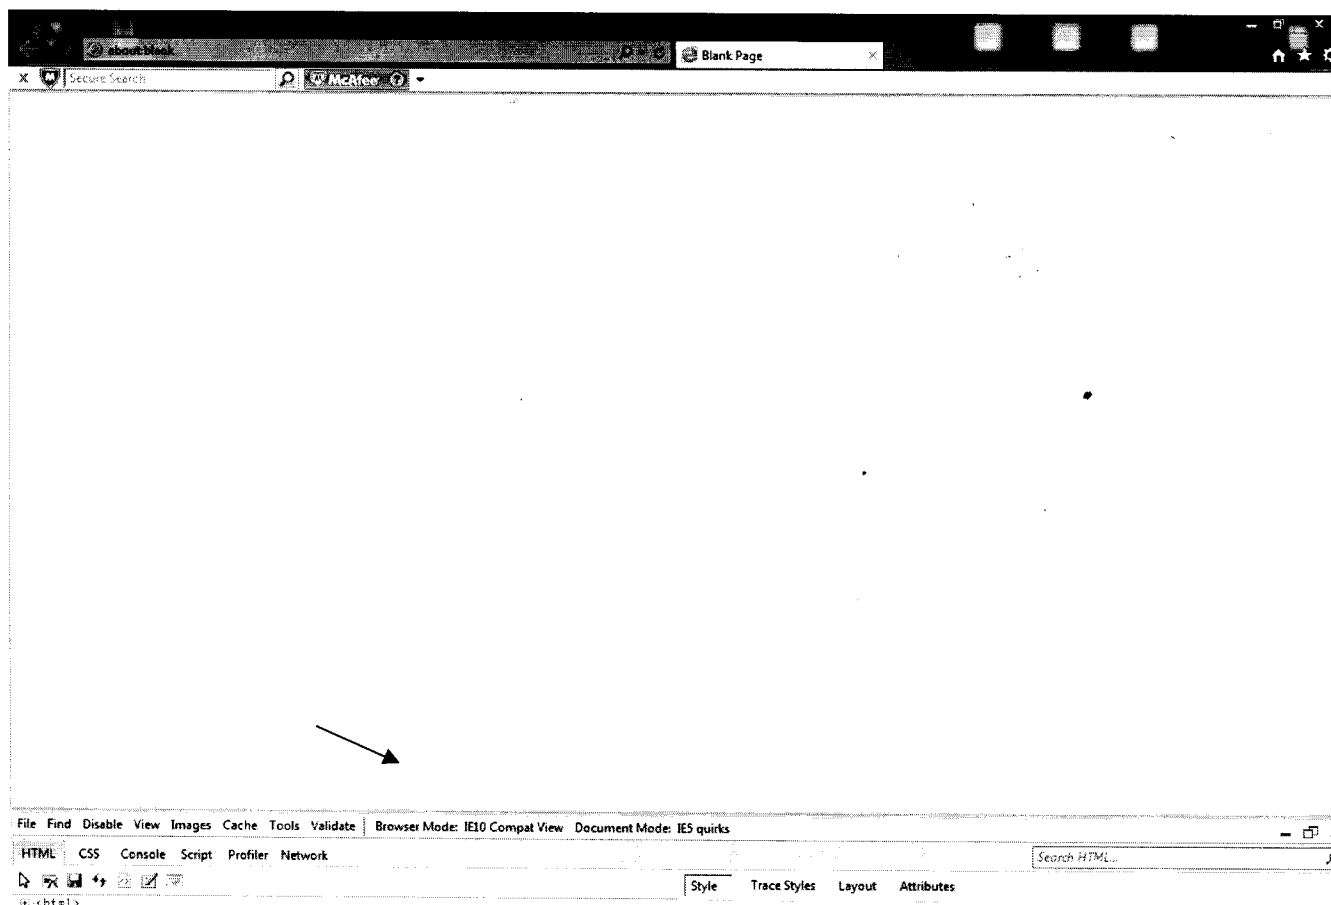 about:blank
Blank Page
x Secure Search McAfee
File Find Disable View Images Cache Tools Validate Browser Mode: IE10 Compat View Document Mode: IE5 quirks
HTML CSS Console Script Profiler Network
Search HTML...
Style Trace Styles Layout Attributes
<html>